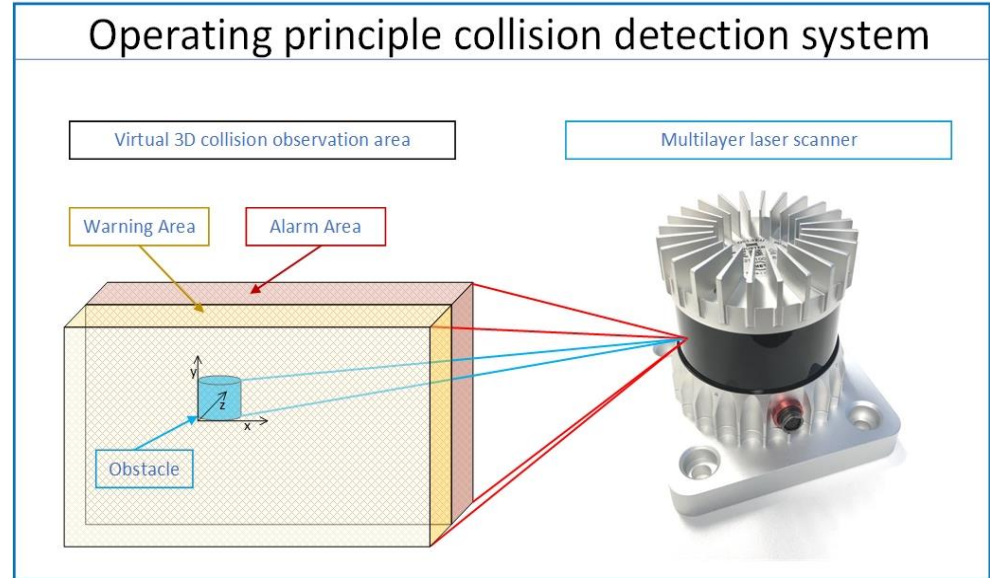 Operating principle collision detection system
Virtual 3D collision observation area
Multilayer laser scanner
Warning Area
Alarm Area
y
z
x
Obstacle